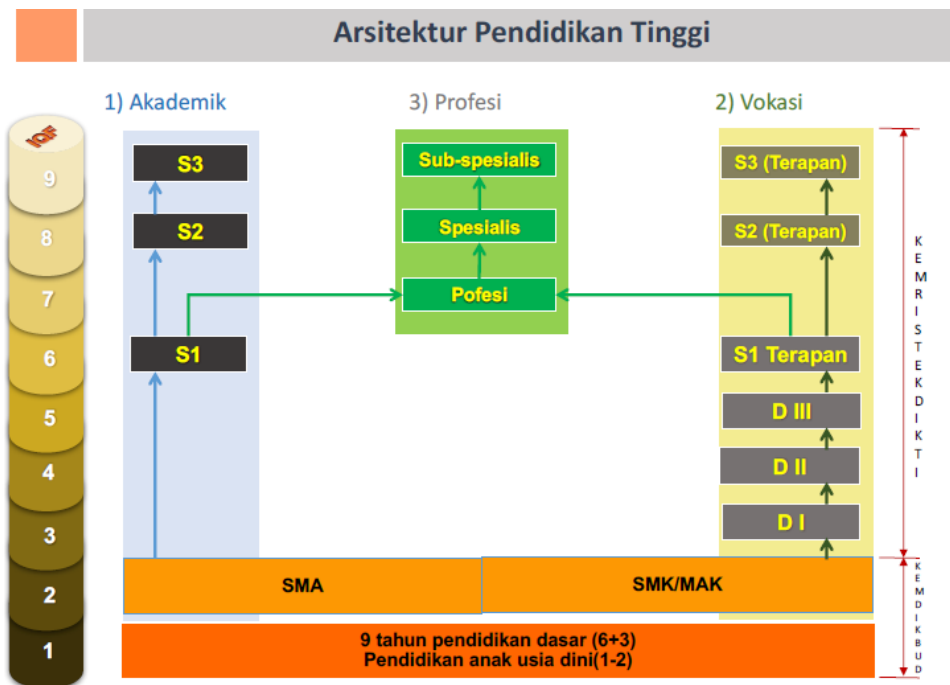 Arsitektur Pendidikan Tinggi
1) Akademik
3) Profesi
2) Vokasi
IQF
9
8
7
6
5
4
3
2
1
S3
S2
S1
Sub-spesialis
Spesialis
Pofesi
S3 (Terapan)
S2 (Terapan)
S1 Terapan
D III
D II
D I
KEMRISTEKDIKTI
SMA
SMK/MAK
KEMDIKBUD
9 tahun pendidikan dasar (6+3)
Pendidikan anak usia dini(1-2)